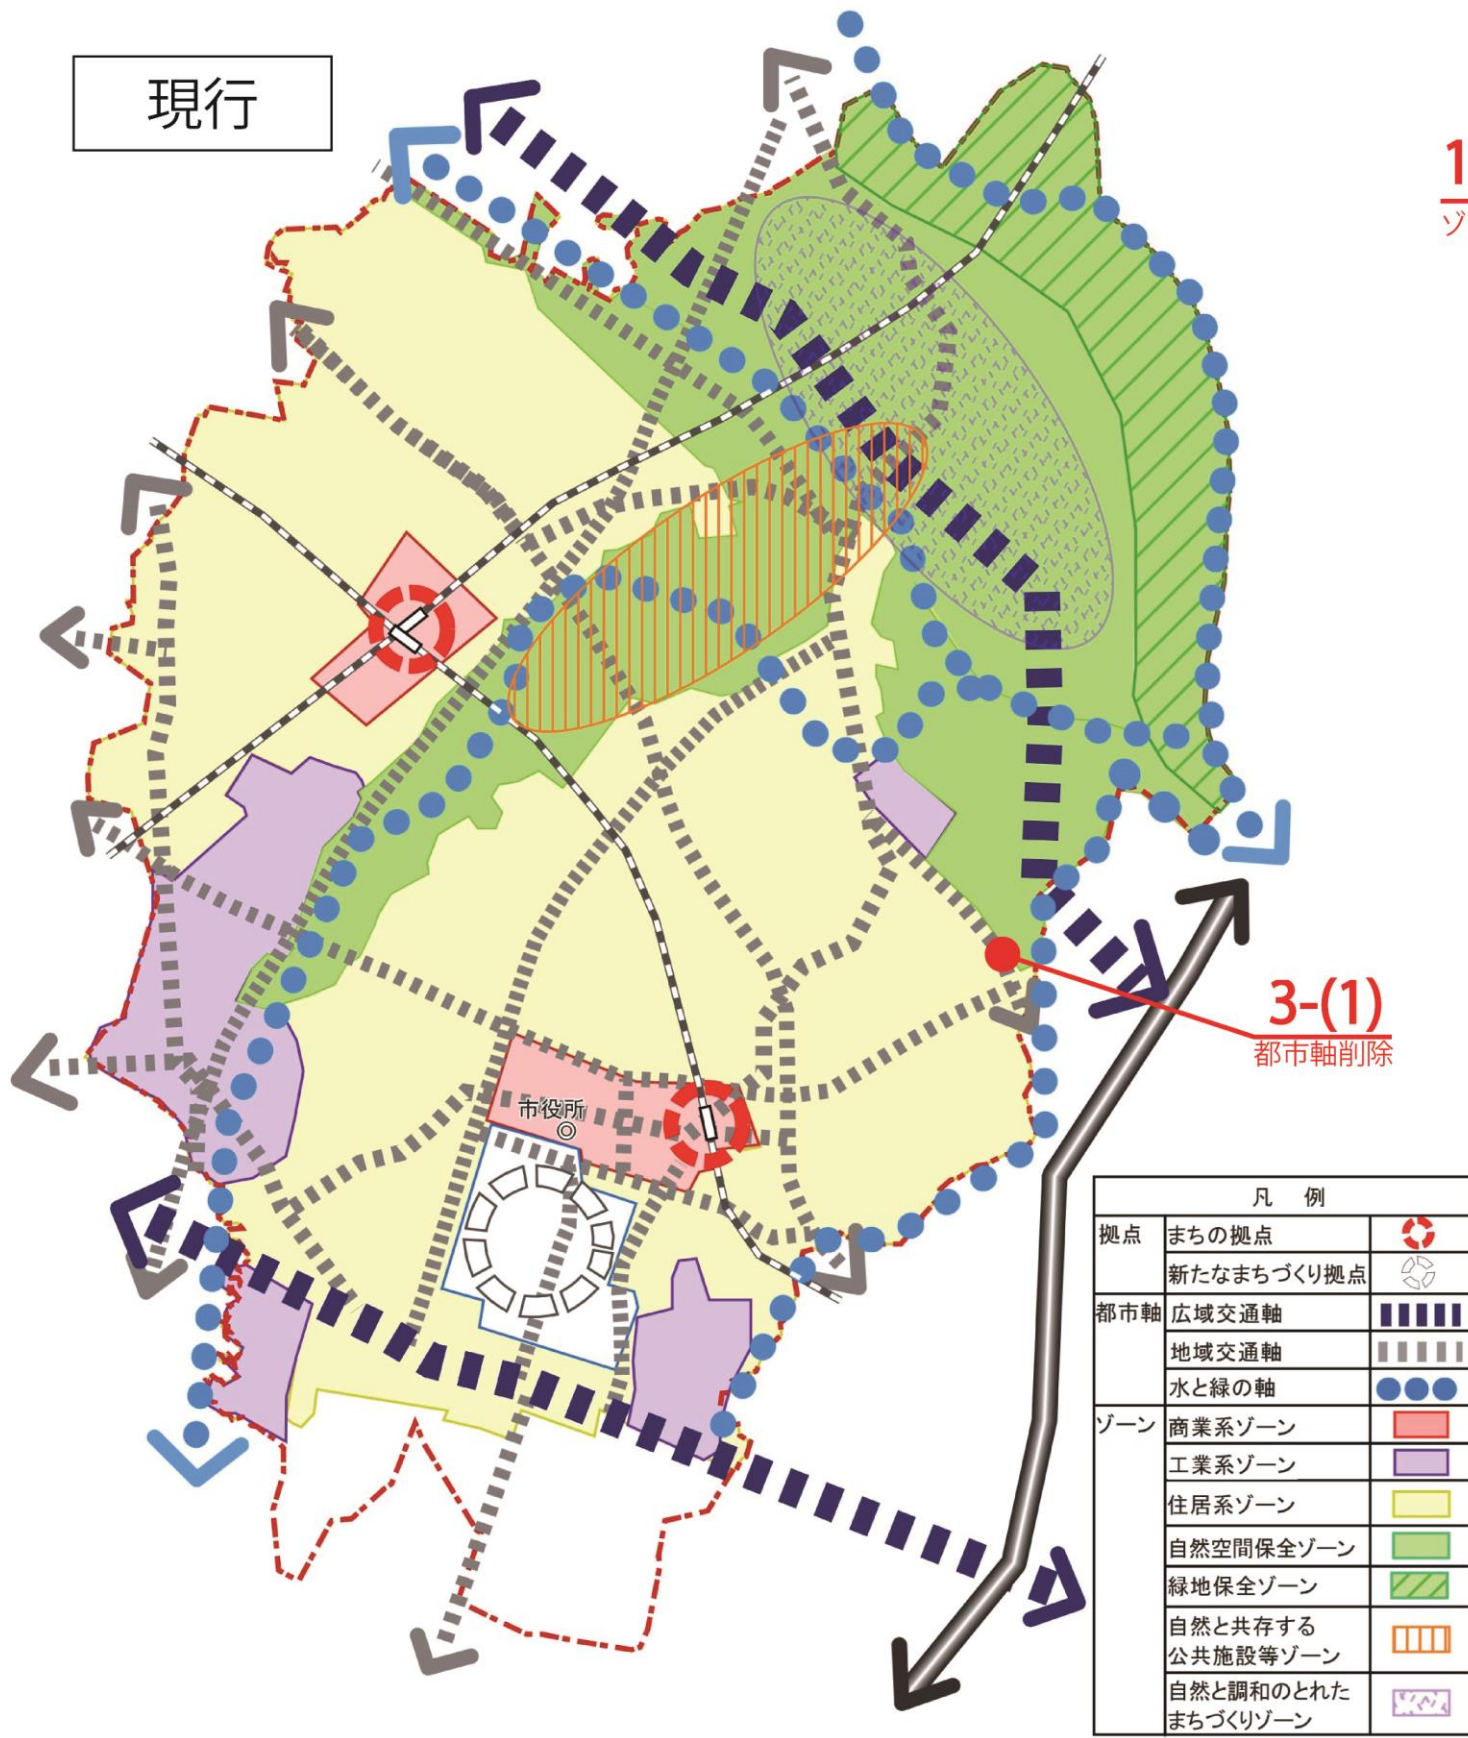 現行
1
ゾ
3-(1)
都市軸削除
市役所
凡 例
拠点 まちの拠点
新たなまちづくり拠点
都市軸 広域交通軸
地域交通軸
水と緑の軸
ゾーン 商業系ゾーン
工業系ゾーン
住居系ゾーン
自然空間保全ゾーン
緑地保全ゾーン
自然と共存する
公共施設等ゾーン
自然と調和のとれた
まちづくりゾーン